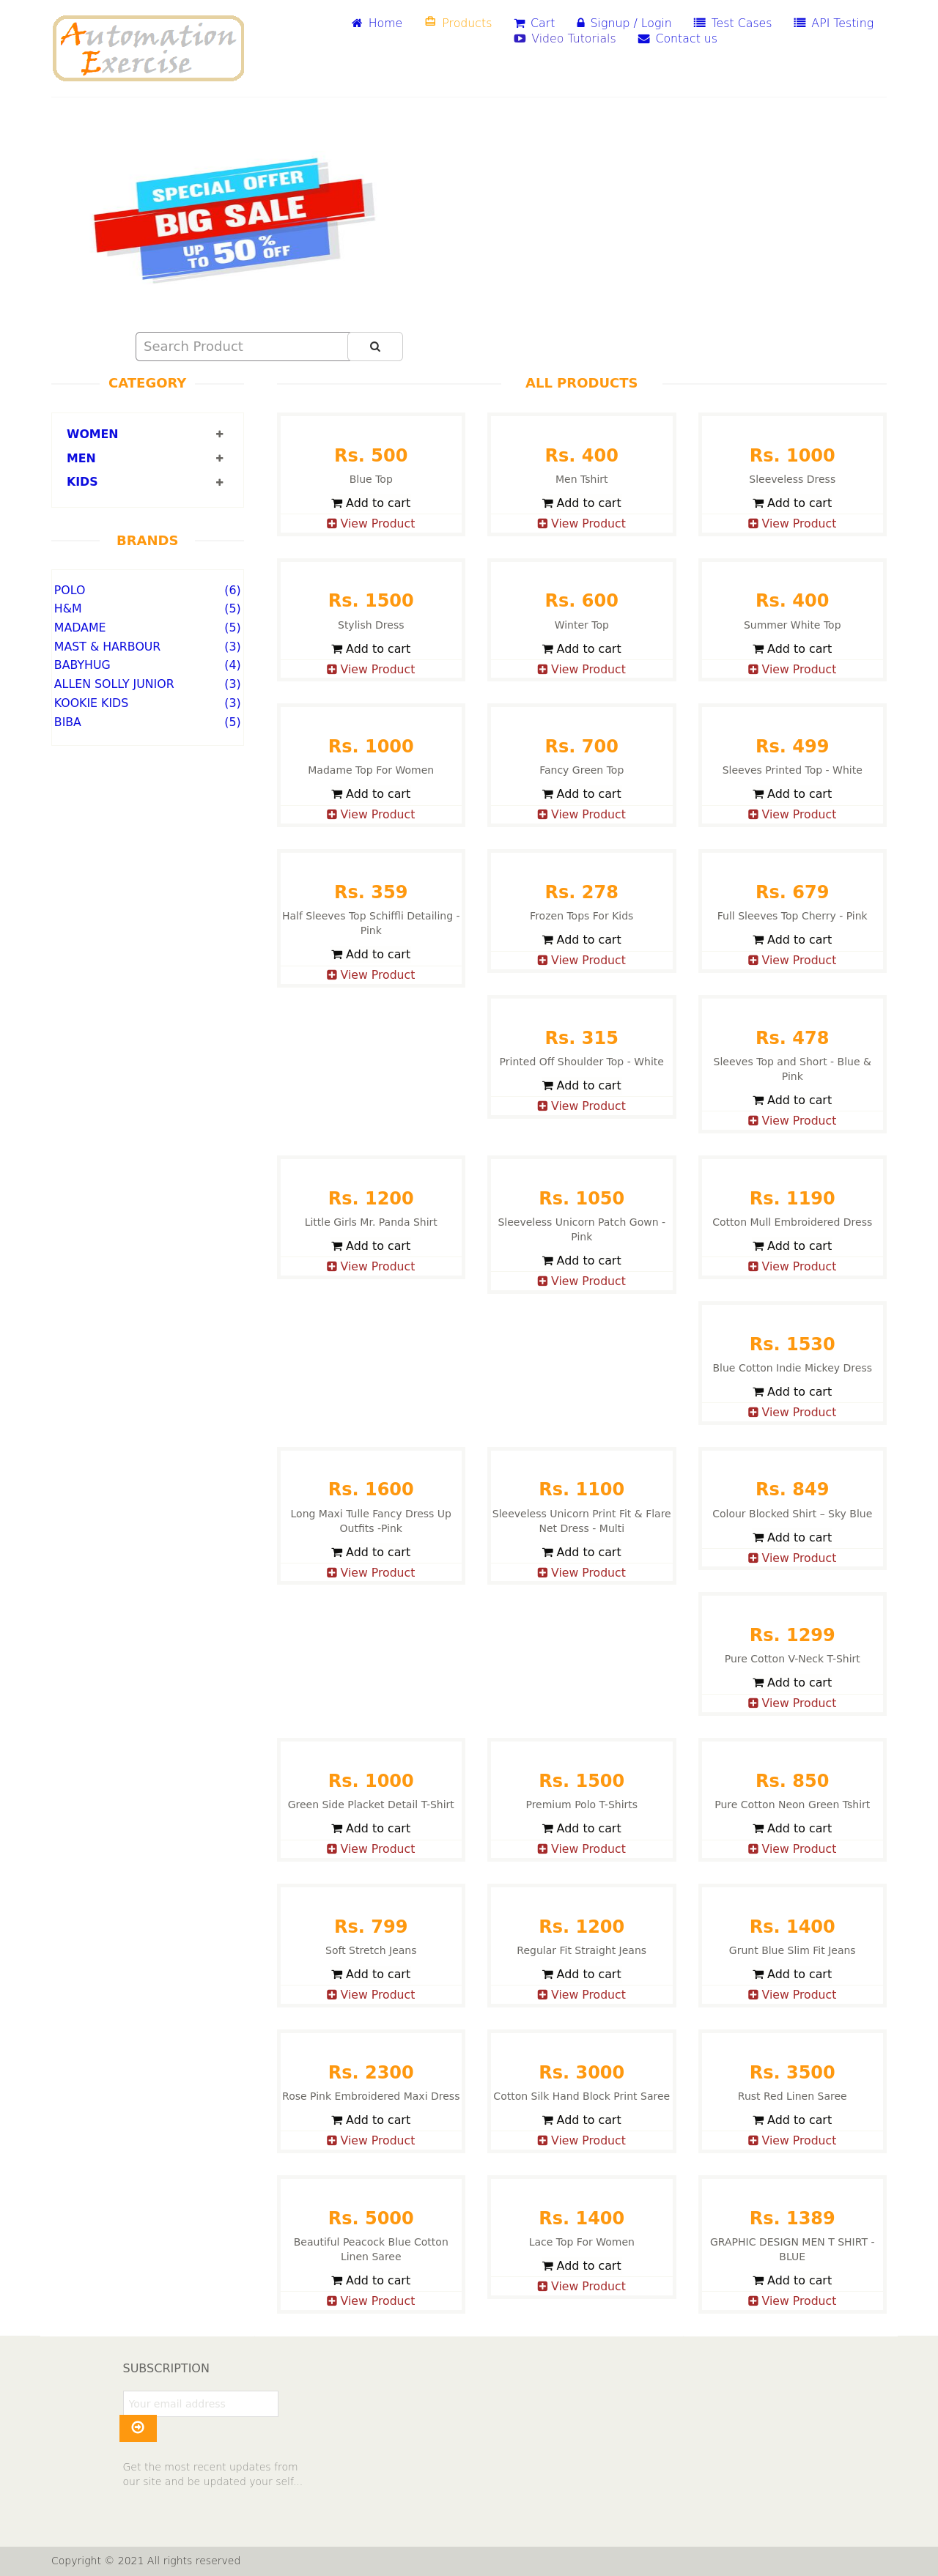 Automation
Exercise
Home
Products
Cart
Signup / Login
Test Cases
API Testing
Video Tutorials
Contact us
SPECIAL OFFER
BIG SALE
UP TO 50% OFF
Search Product
CATEGORY
WOMEN
MEN
KIDS
BRANDS
POLO (6)
H&M (5)
MADAME (5)
MAST & HARBOUR (3)
BABYHUG (4)
ALLEN SOLLY JUNIOR (3)
KOOKIE KIDS (3)
BIBA (5)
ALL PRODUCTS
Rs. 500
Blue Top
Add to cart
View Product
Rs. 400
Men Tshirt
Add to cart
View Product
Rs. 1000
Sleeveless Dress
Add to cart
View Product
Rs. 1500
Stylish Dress
Add to cart
View Product
Rs. 600
Winter Top
Add to cart
View Product
Rs. 400
Summer White Top
Add to cart
View Product
Rs. 1000
Madame Top For Women
Add to cart
View Product
Rs. 700
Fancy Green Top
Add to cart
View Product
Rs. 499
Sleeves Printed Top - White
Add to cart
View Product
Rs. 359
Half Sleeves Top Schiffli Detailing -
Pink
Add to cart
View Product
Rs. 278
Frozen Tops For Kids
Add to cart
View Product
Rs. 679
Full Sleeves Top Cherry - Pink
Add to cart
View Product
Rs. 315
Printed Off Shoulder Top - White
Add to cart
View Product
Rs. 478
Sleeves Top and Short - Blue &
Pink
Add to cart
View Product
Rs. 1200
Little Girls Mr. Panda Shirt
Add to cart
View Product
Rs. 1050
Sleeveless Unicorn Patch Gown -
Pink
Add to cart
View Product
Rs. 1190
Cotton Mull Embroidered Dress
Add to cart
View Product
Rs. 1530
Blue Cotton Indie Mickey Dress
Add to cart
View Product
Rs. 1600
Long Maxi Tulle Fancy Dress Up
Outfits -Pink
Add to cart
View Product
Rs. 1100
Sleeveless Unicorn Print Fit & Flare
Net Dress - Multi
Add to cart
View Product
Rs. 849
Colour Blocked Shirt – Sky Blue
Add to cart
View Product
Rs. 1299
Pure Cotton V-Neck T-Shirt
Add to cart
View Product
Rs. 1000
Green Side Placket Detail T-Shirt
Add to cart
View Product
Rs. 1500
Premium Polo T-Shirts
Add to cart
View Product
Rs. 850
Pure Cotton Neon Green Tshirt
Add to cart
View Product
Rs. 799
Soft Stretch Jeans
Add to cart
View Product
Rs. 1200
Regular Fit Straight Jeans
Add to cart
View Product
Rs. 1400
Grunt Blue Slim Fit Jeans
Add to cart
View Product
Rs. 2300
Rose Pink Embroidered Maxi Dress
Add to cart
View Product
Rs. 3000
Cotton Silk Hand Block Print Saree
Add to cart
View Product
Rs. 3500
Rust Red Linen Saree
Add to cart
View Product
Rs. 5000
Beautiful Peacock Blue Cotton
Linen Saree
Add to cart
View Product
Rs. 1400
Lace Top For Women
Add to cart
View Product
Rs. 1389
GRAPHIC DESIGN MEN T SHIRT -
BLUE
Add to cart
View Product
SUBSCRIPTION
Your email address
Get the most recent updates from
our site and be updated your self...
Copyright © 2021 All rights reserved